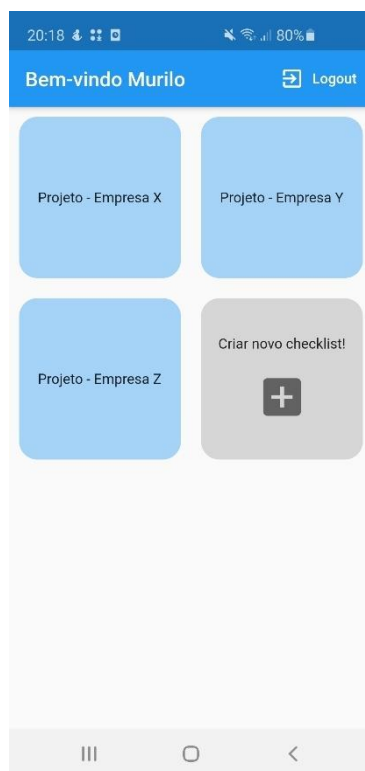 20:18 80%
Bem-vindo Murilo Logout
Projeto - Empresa X
Projeto - Empresa Y
Projeto - Empresa Z
Criar novo checklist!